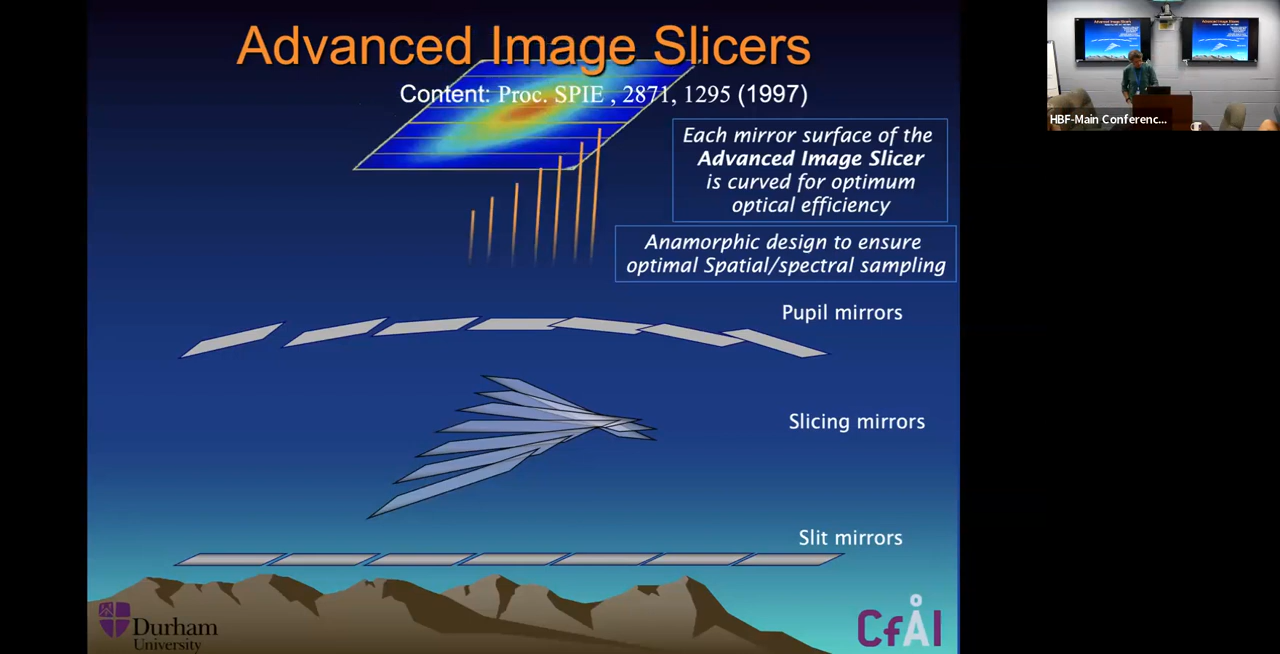 Advanced Image Slicers
Content: Proc. SPIE , 2871, 1295 (1997)
Each mirror surface of the
Advanced Image Slicer
is curved for optimum
optical efficiency
Anamorphic design to ensure
optimal Spatial/spectral sampling
Pupil mirrors
Slicing mirrors
Slit mirrors
Durham
University
CfAI
HBF-Main Conferenc...